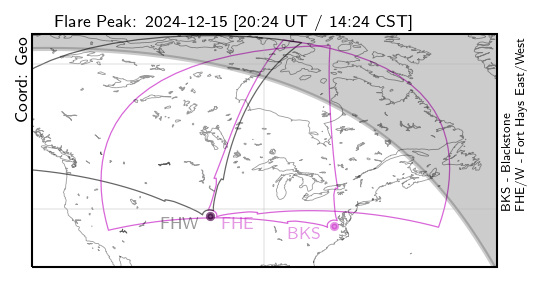 Flare Peak: 2024-12-15 [20:24 UT / 14:24 CST]
Coord: Geo
FHW
FHE
BKS
BKS - Blackstone
FHE/W - Fort Hays East/West